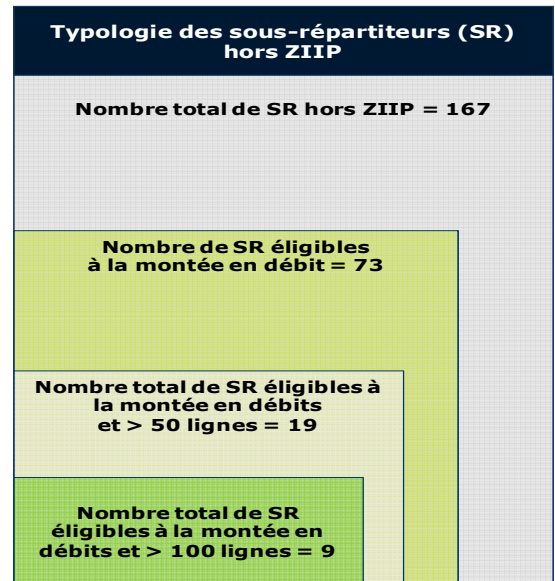 Typologie des sous-répartiteurs (SR)
hors ZIIP
Nombre total de SR hors ZIIP = 167
Nombre de SR éligibles
à la montée en débit = 73
Nombre total de SR éligibles à
la montée en débits
et > 50 lignes = 19
Nombre total de SR
éligibles à la montée en
débits et > 100 lignes = 9